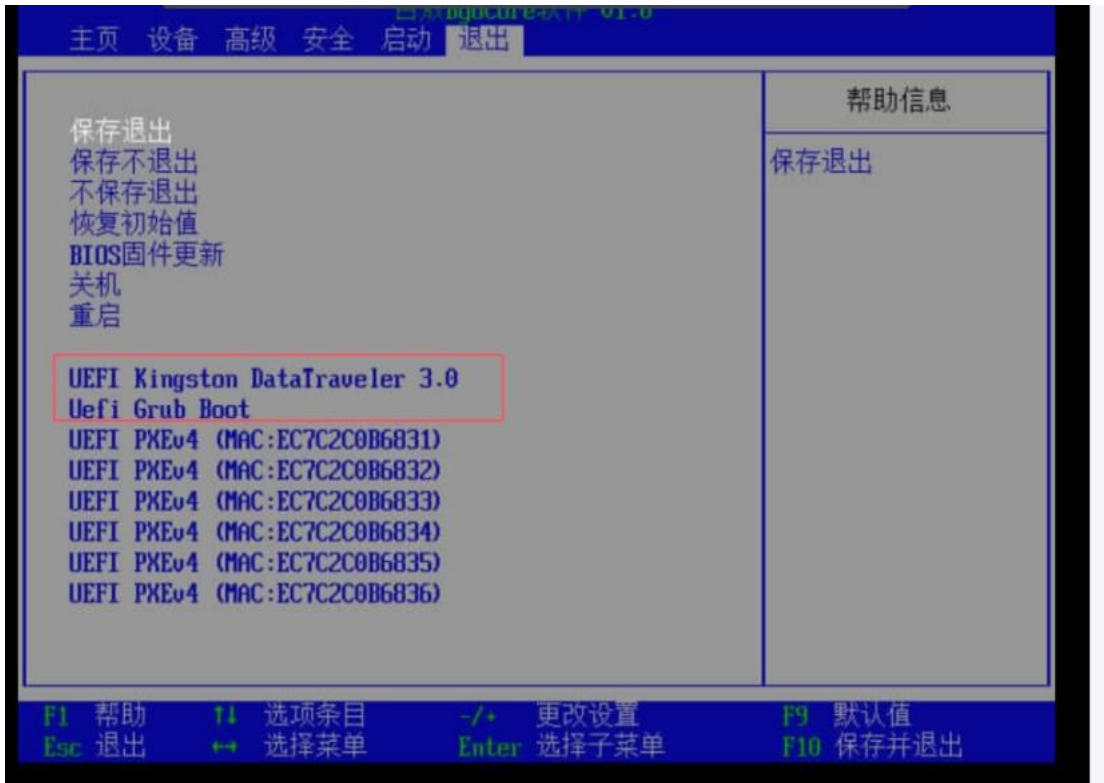 主页 设备 高级 安全 启动 退出
帮助信息
保存退出
保存退出
保存不退出
不保存退出
恢复初始值
BIOS固件更新
关机
重启
UEFI Kingston DataTraveler 3.0
Uefi Grub Boot
UEFI PXEv4 (MAC:EC7C2C0B6831)
UEFI PXEv4 (MAC:EC7C2C0B6832)
UEFI PXEv4 (MAC:EC7C2C0B6833)
UEFI PXEv4 (MAC:EC7C2C0B6834)
UEFI PXEv4 (MAC:EC7C2C0B6835)
UEFI PXEv4 (MAC:EC7C2C0B6836)
F1 帮助 ↑↓ 选项条目 -/+ 更改设置 F9 默认值
Esc 退出 ↔ 选择菜单 Enter 选择子菜单 F10 保存并退出